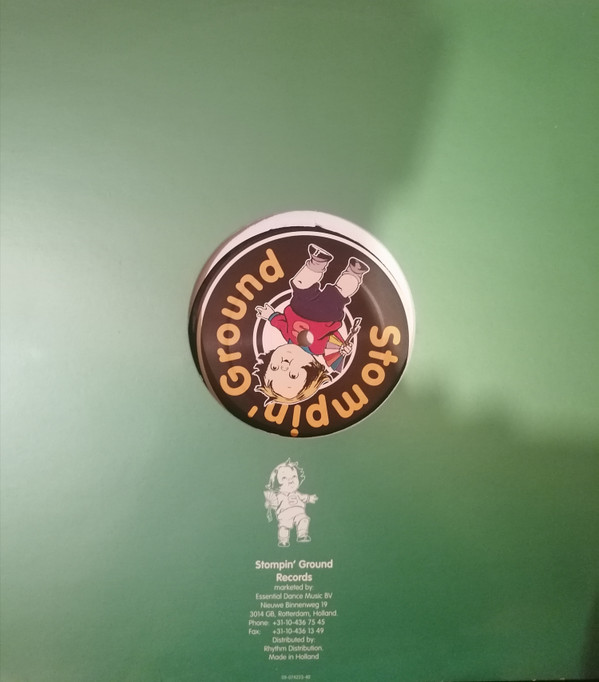 Stompin' Ground
Stompin' Ground
Records
marketed by:
Essential Dance Music BV
Nieuwe Binnenweg 19
3014 GB, Rotterdam, Holland.
Phone: +31-10-436 75 45
Fax: +31-10-436 13 49
Distributed by:
Rhythm Distribution.
Made in Holland